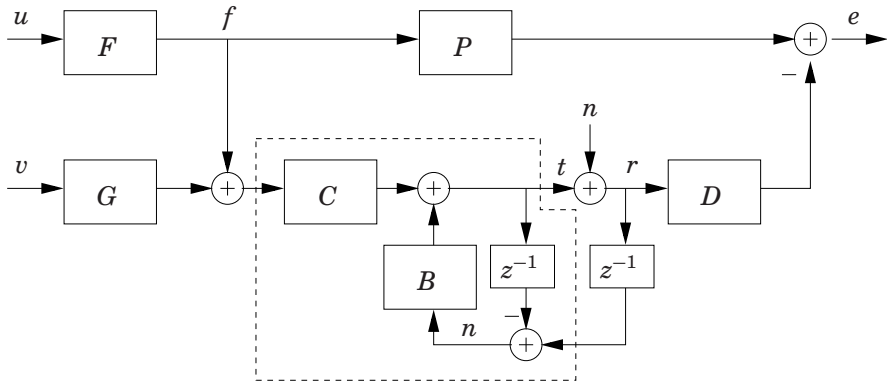 u f e
F P +
−
n
v t r
G + C + + D
B z⁻¹ z⁻¹
−
n +